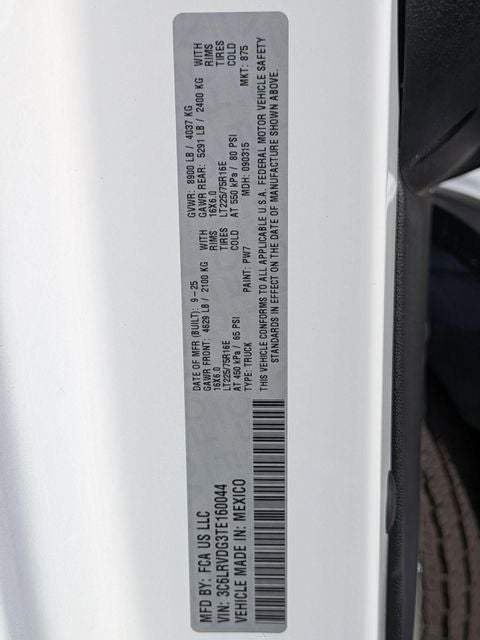 MFD BY: FCA US LLC
VIN: 3C6LRVDG3TE160044
VEHICLE MADE IN: MEXICO
DATE OF MFR (BUILT): 9-25 GVWR: 8900 LB / 4037 KG
GAWR FRONT: 4629 LB / 2100 KG WITH GAWR REAR: 5291 LB / 2400 KG WITH
16X6.0 RIMS 16X6.0 RIMS
LT225/75R16E TIRES LT225/75R16E TIRES
AT 450 kPa / 65 PSI COLD AT 550 kPa / 80 PSI COLD
TYPE: TRUCK PAINT: PW7 MDH: 090315 MKT: 875
THIS VEHICLE CONFORMS TO ALL APPLICABLE U.S.A. FEDERAL MOTOR VEHICLE SAFETY
STANDARDS IN EFFECT ON THE DATE OF MANUFACTURE SHOWN ABOVE.